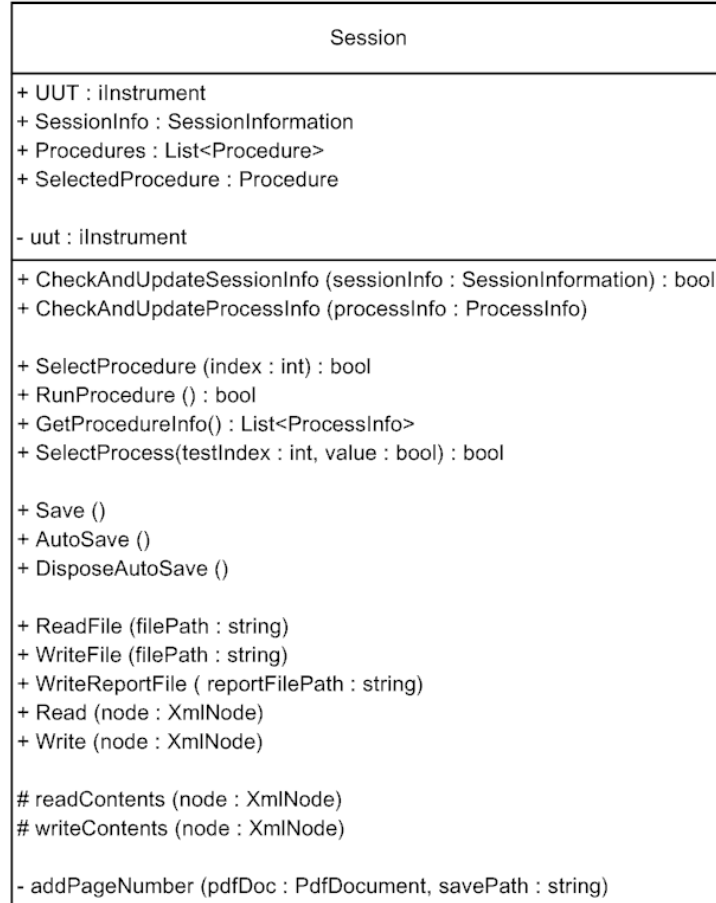 Session
+ UUT : iInstrument
+ SessionInfo : SessionInformation
+ Procedures : List<Procedure>
+ SelectedProcedure : Procedure
- uut : iInstrument
+ CheckAndUpdateSessionInfo (sessionInfo : SessionInformation) : bool
+ CheckAndUpdateProcessInfo (processInfo : ProcessInfo)
+ SelectProcedure (index : int) : bool
+ RunProcedure () : bool
+ GetProcedureInfo() : List<ProcessInfo>
+ SelectProcess(testIndex : int, value : bool) : bool
+ Save ()
+ AutoSave ()
+ DisposeAutoSave ()
+ ReadFile (filePath : string)
+ WriteFile (filePath : string)
+ WriteReportFile ( reportFilePath : string)
+ Read (node : XmlNode)
+ Write (node : XmlNode)
# readContents (node : XmlNode)
# writeContents (node : XmlNode)
- addPageNumber (pdfDoc : PdfDocument, savePath : string)